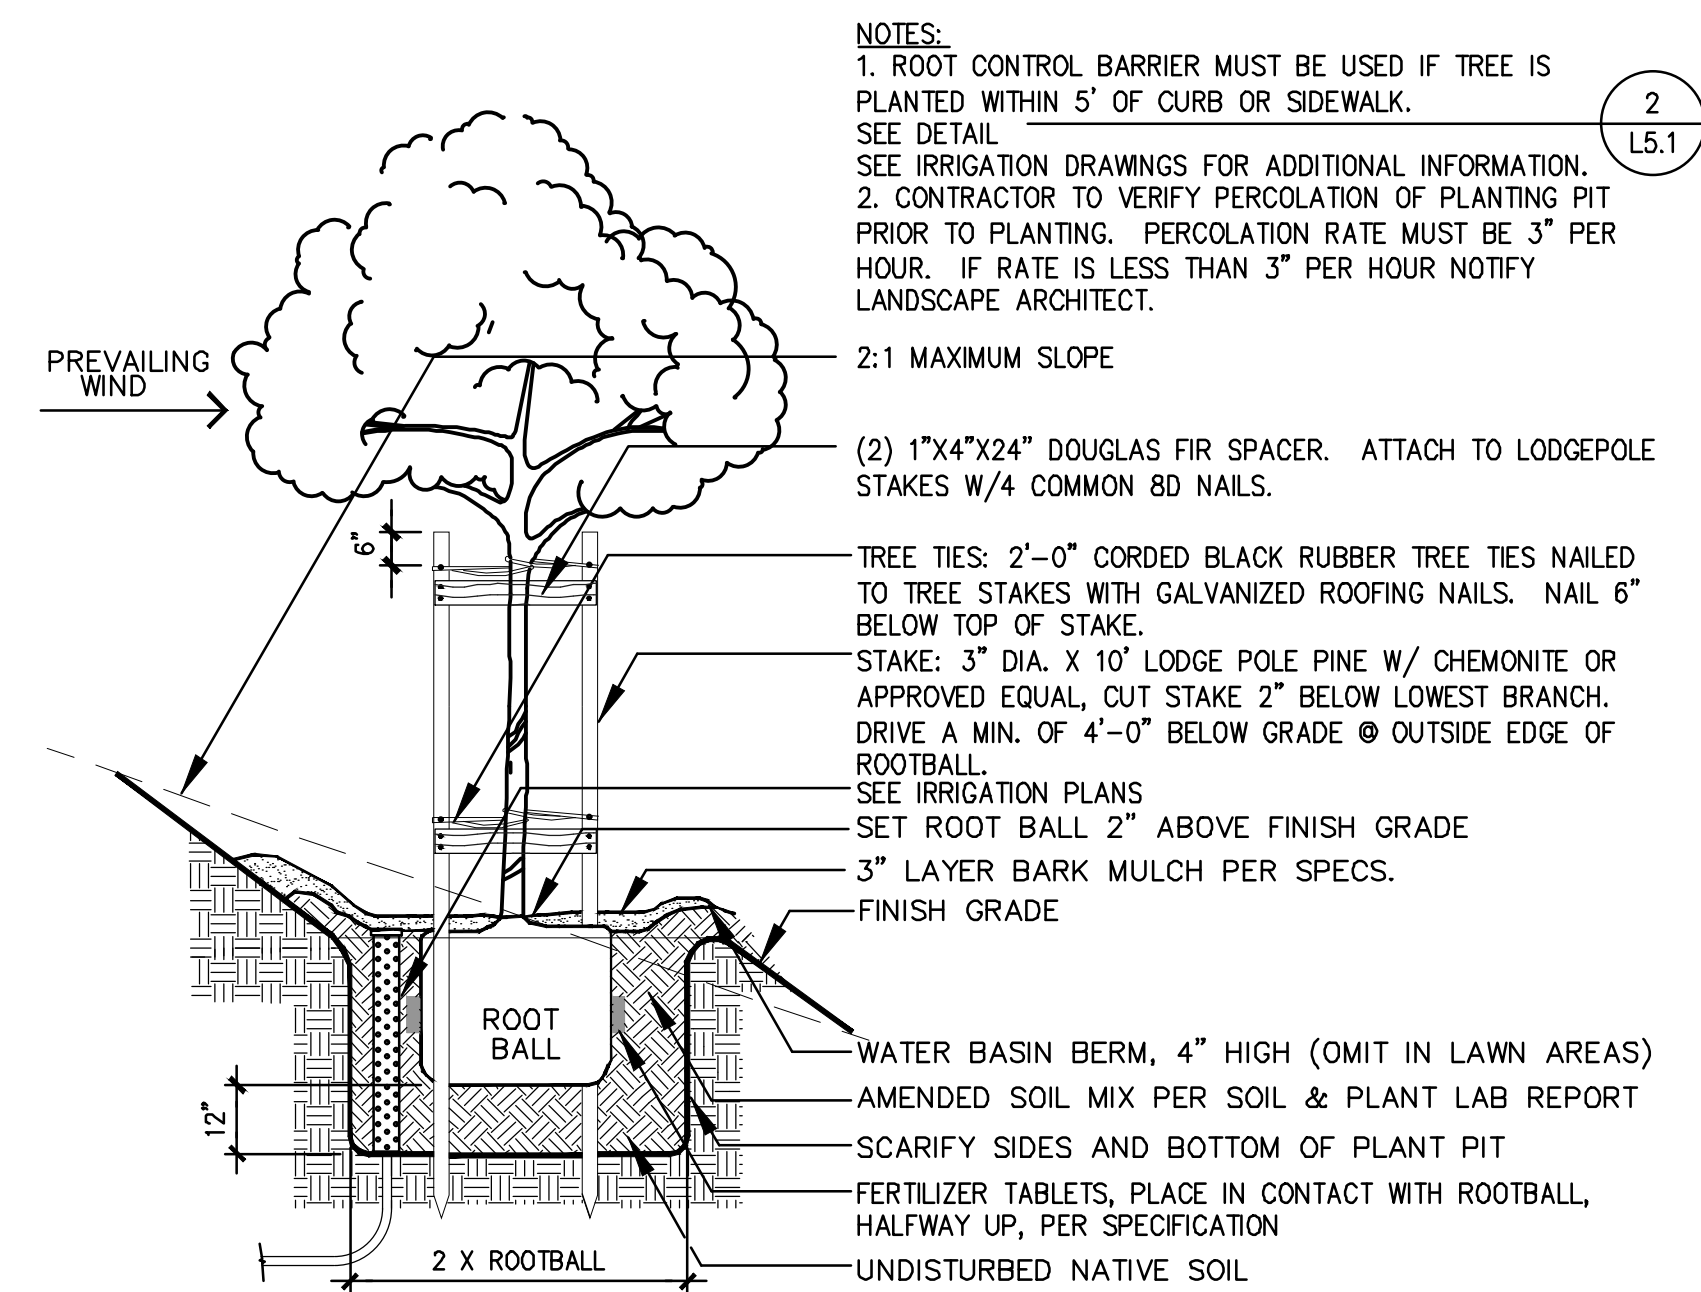 NOTES:
1. ROOT CONTROL BARRIER MUST BE USED IF TREE IS
PLANTED WITHIN 5' OF CURB OR SIDEWALK.
SEE DETAIL
2
L5.1
SEE IRRIGATION DRAWINGS FOR ADDITIONAL INFORMATION.
2. CONTRACTOR TO VERIFY PERCOLATION OF PLANTING PIT
PRIOR TO PLANTING. PERCOLATION RATE MUST BE 3" PER
HOUR. IF RATE IS LESS THAN 3" PER HOUR NOTIFY
LANDSCAPE ARCHITECT.
PREVAILING
WIND
2:1 MAXIMUM SLOPE
(2) 1"X4"X24" DOUGLAS FIR SPACER. ATTACH TO LODGEPOLE
STAKES W/4 COMMON 8D NAILS.
6"
TREE TIES: 2'-0" CORDED BLACK RUBBER TREE TIES NAILED
TO TREE STAKES WITH GALVANIZED ROOFING NAILS. NAIL 6"
BELOW TOP OF STAKE.
STAKE: 3" DIA. X 10' LODGE POLE PINE W/ CHEMONITE OR
APPROVED EQUAL, CUT STAKE 2" BELOW LOWEST BRANCH.
DRIVE A MIN. OF 4'-0" BELOW GRADE @ OUTSIDE EDGE OF
ROOTBALL.
SEE IRRIGATION PLANS
SET ROOT BALL 2" ABOVE FINISH GRADE
3" LAYER BARK MULCH PER SPECS.
FINISH GRADE
ROOT
BALL
WATER BASIN BERM, 4" HIGH (OMIT IN LAWN AREAS)
AMENDED SOIL MIX PER SOIL & PLANT LAB REPORT
12"
SCARIFY SIDES AND BOTTOM OF PLANT PIT
FERTILIZER TABLETS, PLACE IN CONTACT WITH ROOTBALL,
HALFWAY UP, PER SPECIFICATION
2 X ROOTBALL
UNDISTURBED NATIVE SOIL